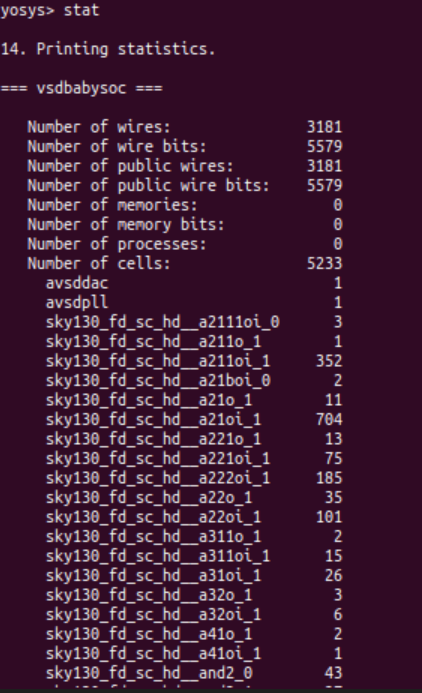 yosys> stat
14. Printing statistics.
=== vsdbabysoc ===
Number of wires: 3181
Number of wire bits: 5579
Number of public wires: 3181
Number of public wire bits: 5579
Number of memories: 0
Number of memory bits: 0
Number of processes: 0
Number of cells: 5233
avsddac 1
avsdpll 1
sky130_fd_sc_hd__a2111oi_0 3
sky130_fd_sc_hd__a211o_1 1
sky130_fd_sc_hd__a211oi_1 352
sky130_fd_sc_hd__a21boi_0 2
sky130_fd_sc_hd__a21o_1 11
sky130_fd_sc_hd__a21oi_1 704
sky130_fd_sc_hd__a221o_1 13
sky130_fd_sc_hd__a221oi_1 75
sky130_fd_sc_hd__a222oi_1 185
sky130_fd_sc_hd__a22o_1 35
sky130_fd_sc_hd__a22oi_1 101
sky130_fd_sc_hd__a311o_1 2
sky130_fd_sc_hd__a311oi_1 15
sky130_fd_sc_hd__a31oi_1 26
sky130_fd_sc_hd__a32o_1 3
sky130_fd_sc_hd__a32oi_1 6
sky130_fd_sc_hd__a41o_1 2
sky130_fd_sc_hd__a41oi_1 1
sky130_fd_sc_hd__and2_0 43